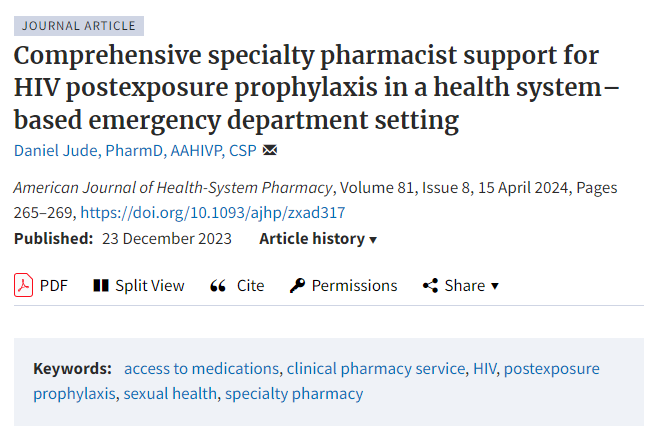 JOURNAL ARTICLE
Comprehensive specialty pharmacist support for
HIV postexposure prophylaxis in a health system–
based emergency department setting
Daniel Jude, PharmD, AAHIVP, CSP
American Journal of Health-System Pharmacy, Volume 81, Issue 8, 15 April 2024, Pages
265–269, https://doi.org/10.1093/ajhp/zxad317
Published: 23 December 2023 Article history
PDF Split View Cite Permissions Share
Keywords: access to medications, clinical pharmacy service, HIV, postexposure
prophylaxis, sexual health, specialty pharmacy